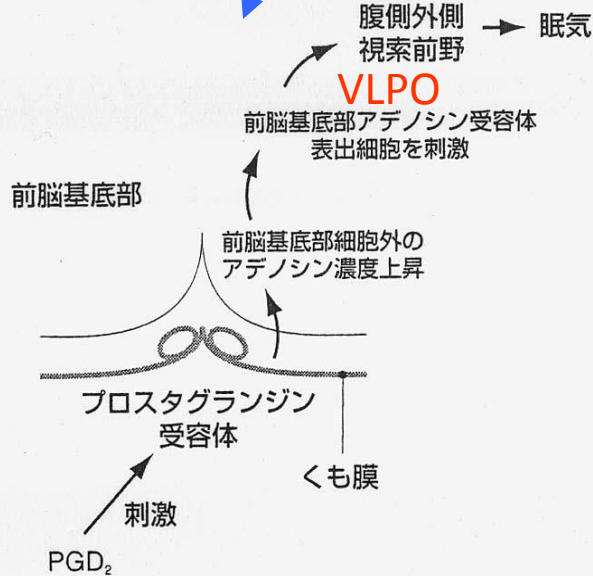 腹側外側
視索前野
眠気
VLPO
前脳基底部アデノシン受容体
表出細胞を刺激
前脳基底部
前脳基底部細胞外の
アデノシン濃度上昇
プロスタグランジン
受容体
くも膜
刺激
PGD₂